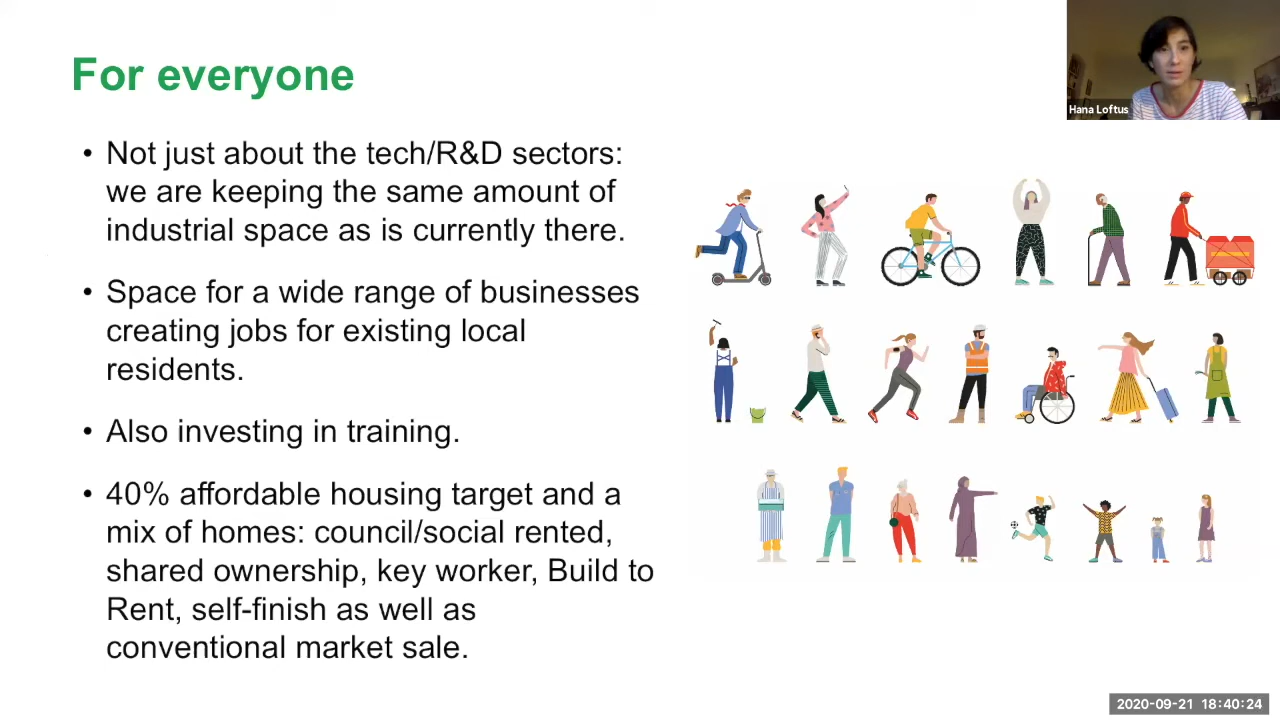 For everyone
• Not just about the tech/R&D sectors:
we are keeping the same amount of
industrial space as is currently there.
• Space for a wide range of businesses
creating jobs for existing local
residents.
• Also investing in training.
• 40% affordable housing target and a
mix of homes: council/social rented,
shared ownership, key worker, Build to
Rent, self-finish as well as
conventional market sale.
Hana Loftus
2020-09-21 18:40:24